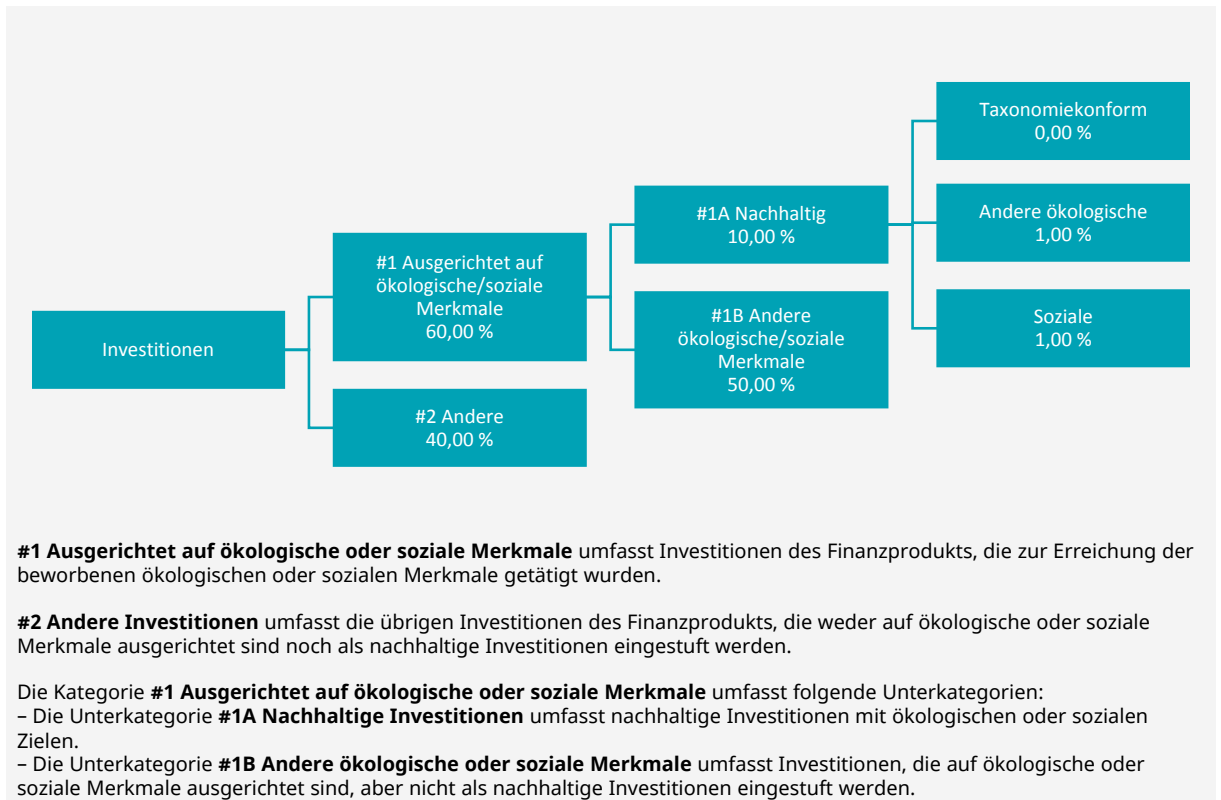 Investitionen
#1 Ausgerichtet auf
ökologische/soziale
Merkmale
60,00 %
#2 Andere
40,00 %
#1A Nachhaltig
10,00 %
#1B Andere
ökologische/soziale
Merkmale
50,00 %
Taxonomiekonform
0,00 %
Andere ökologische
1,00 %
Soziale
1,00 %
#1 Ausgerichtet auf ökologische oder soziale Merkmale umfasst Investitionen des Finanzprodukts, die zur Erreichung der
beworbenen ökologischen oder sozialen Merkmale getätigt wurden.
#2 Andere Investitionen umfasst die übrigen Investitionen des Finanzprodukts, die weder auf ökologische oder soziale
Merkmale ausgerichtet sind noch als nachhaltige Investitionen eingestuft werden.
Die Kategorie #1 Ausgerichtet auf ökologische oder soziale Merkmale umfasst folgende Unterkategorien:
– Die Unterkategorie #1A Nachhaltige Investitionen umfasst nachhaltige Investitionen mit ökologischen oder sozialen
Zielen.
– Die Unterkategorie #1B Andere ökologische oder soziale Merkmale umfasst Investitionen, die auf ökologische oder
soziale Merkmale ausgerichtet sind, aber nicht als nachhaltige Investitionen eingestuft werden.